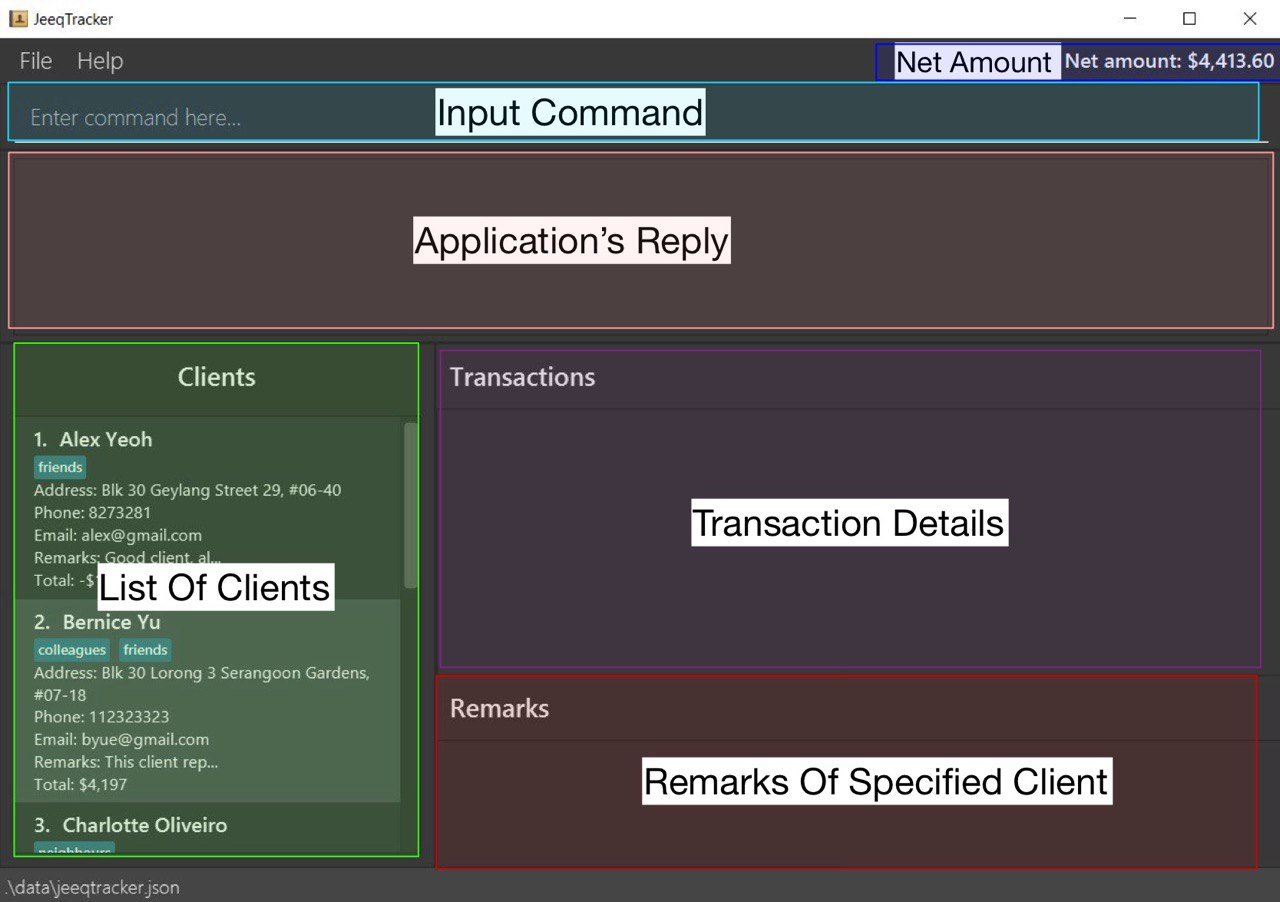 JeeqTracker
File Help
Net Amount Net amount: $4,413.60
Enter command here...
Input Command
Application’s Reply
Clients
1. Alex Yeoh
friends
Address: Blk 30 Geylang Street 29, #06-40
Phone: 8273281
Email: alex@gmail.com
Remarks: Good client, al...
Total: -$
List Of Clients
2. Bernice Yu
colleagues friends
Address: Blk 30 Lorong 3 Serangoon Gardens,
#07-18
Phone: 112323323
Email: byue@gmail.com
Remarks: This client rep...
Total: $4,197
3. Charlotte Oliveiro
neighbours
Transactions
Transaction Details
Remarks
Remarks Of Specified Client
.\data\jeeqtracker.json